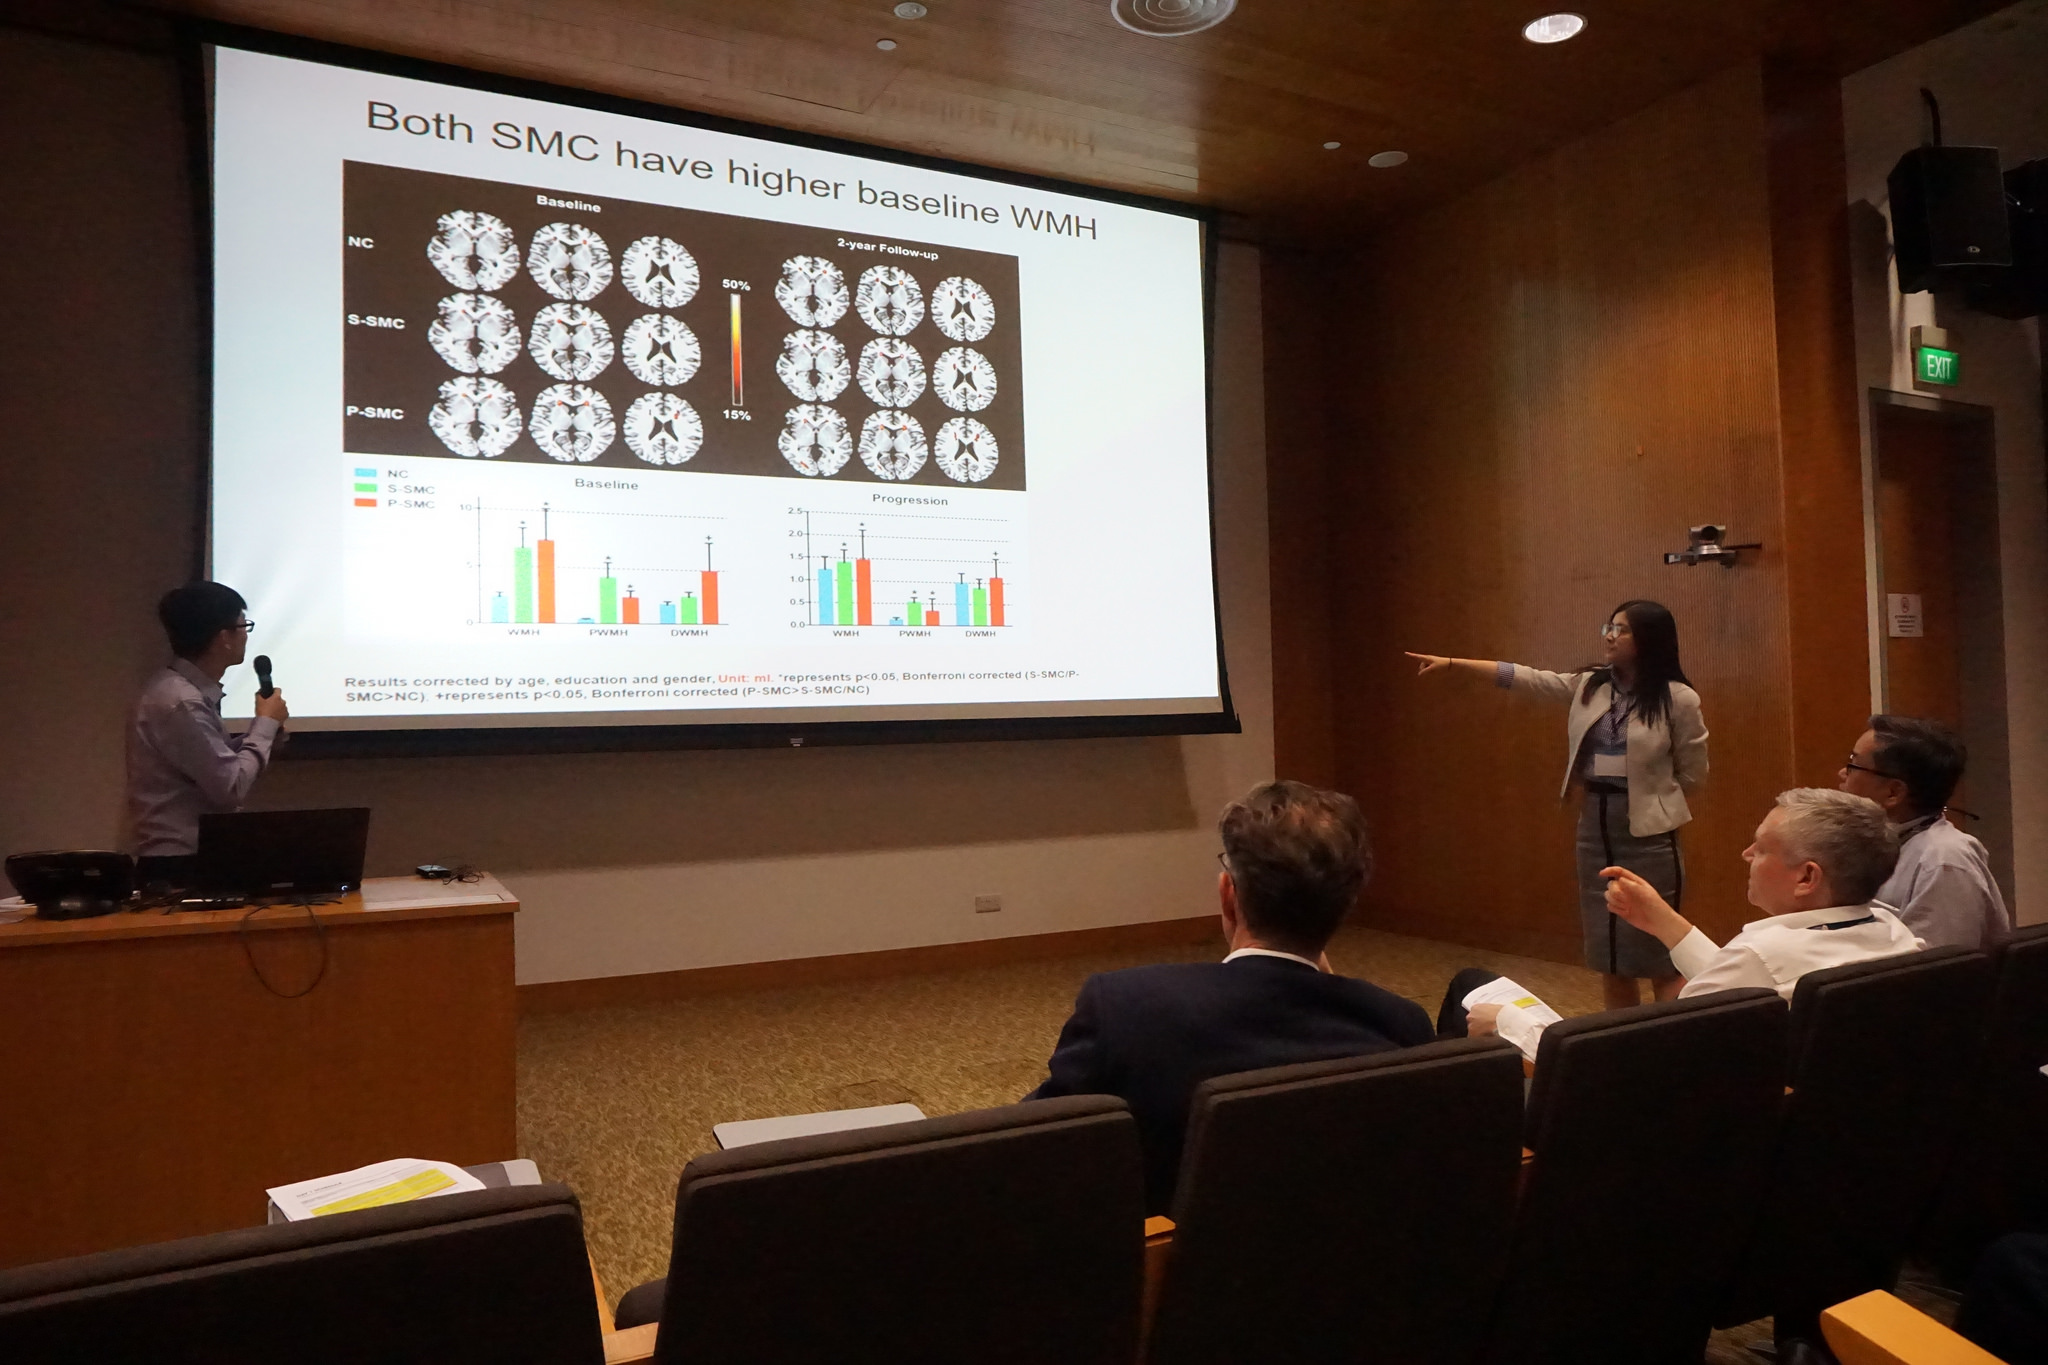 Both SMC have higher baseline WMH
Baseline
2-year Follow-up
NC
S-SMC
P-SMC
50%
15%
NC
S-SMC
P-SMC
Baseline
10
5
0
WMH
PWMH
DWMH
Progression
2.5
2.0
1.5
1.0
0.5
0.0
WMH
PWMH
DWMH
Results corrected by age, education and gender, Unit: ml. *represents p<0.05, Bonferroni corrected (S-SMC/P-
SMC>NC). +represents p<0.05, Bonferroni corrected (P-SMC>S-SMC/NC)
EXIT